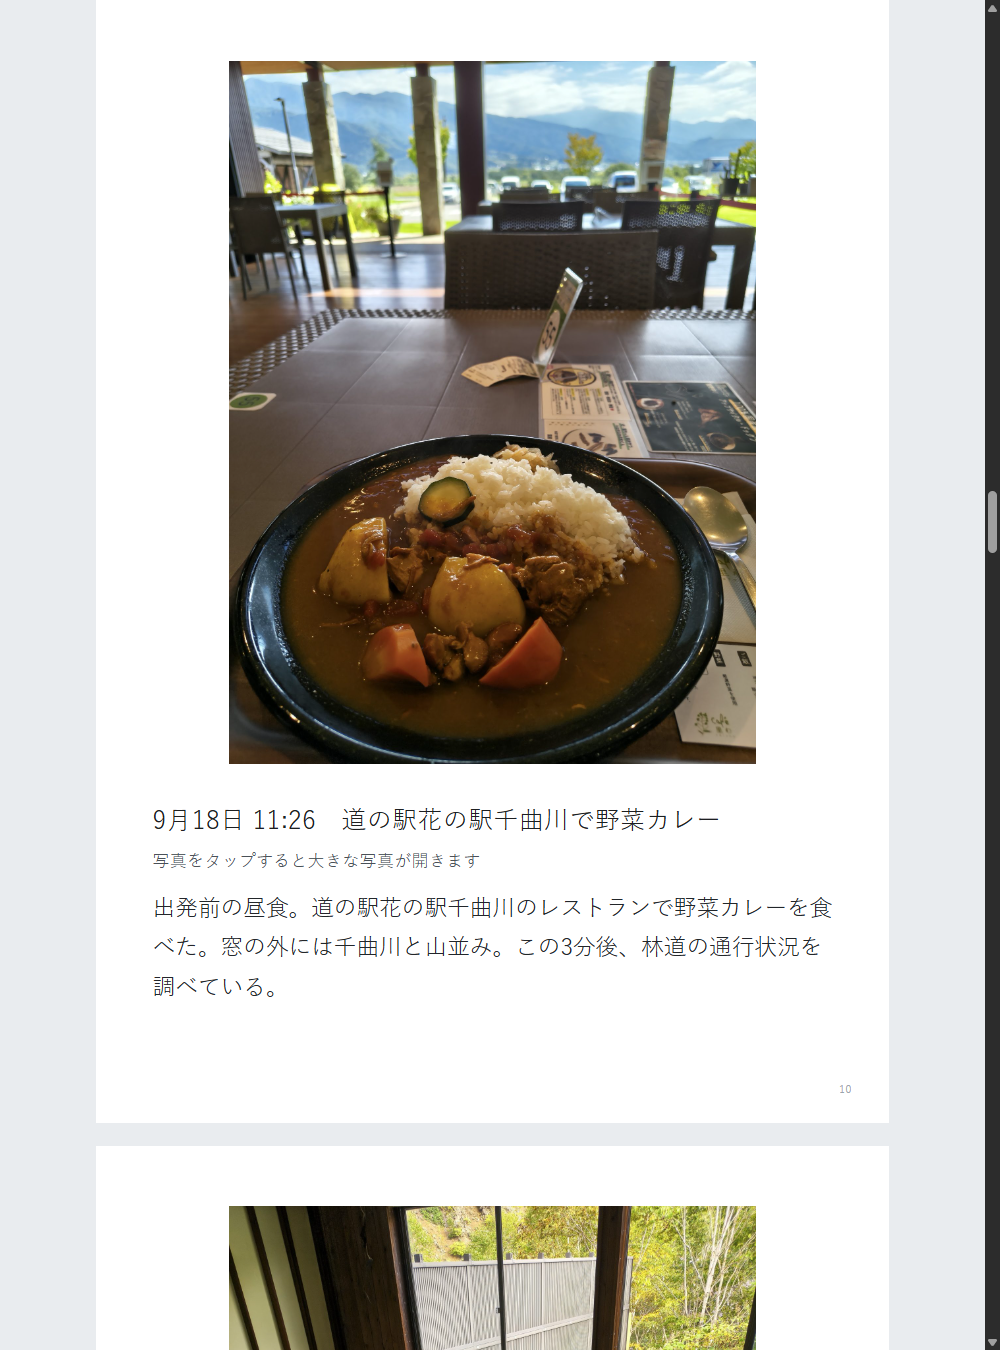 9月18日 11:26　道の駅花の駅千曲川で野菜カレー
写真をタップすると大きな写真が開きます
出発前の昼食。道の駅花の駅千曲川のレストランで野菜カレーを食
べた。窓の外には千曲川と山並み。この3分後、林道の通行状況を
調べている。
10